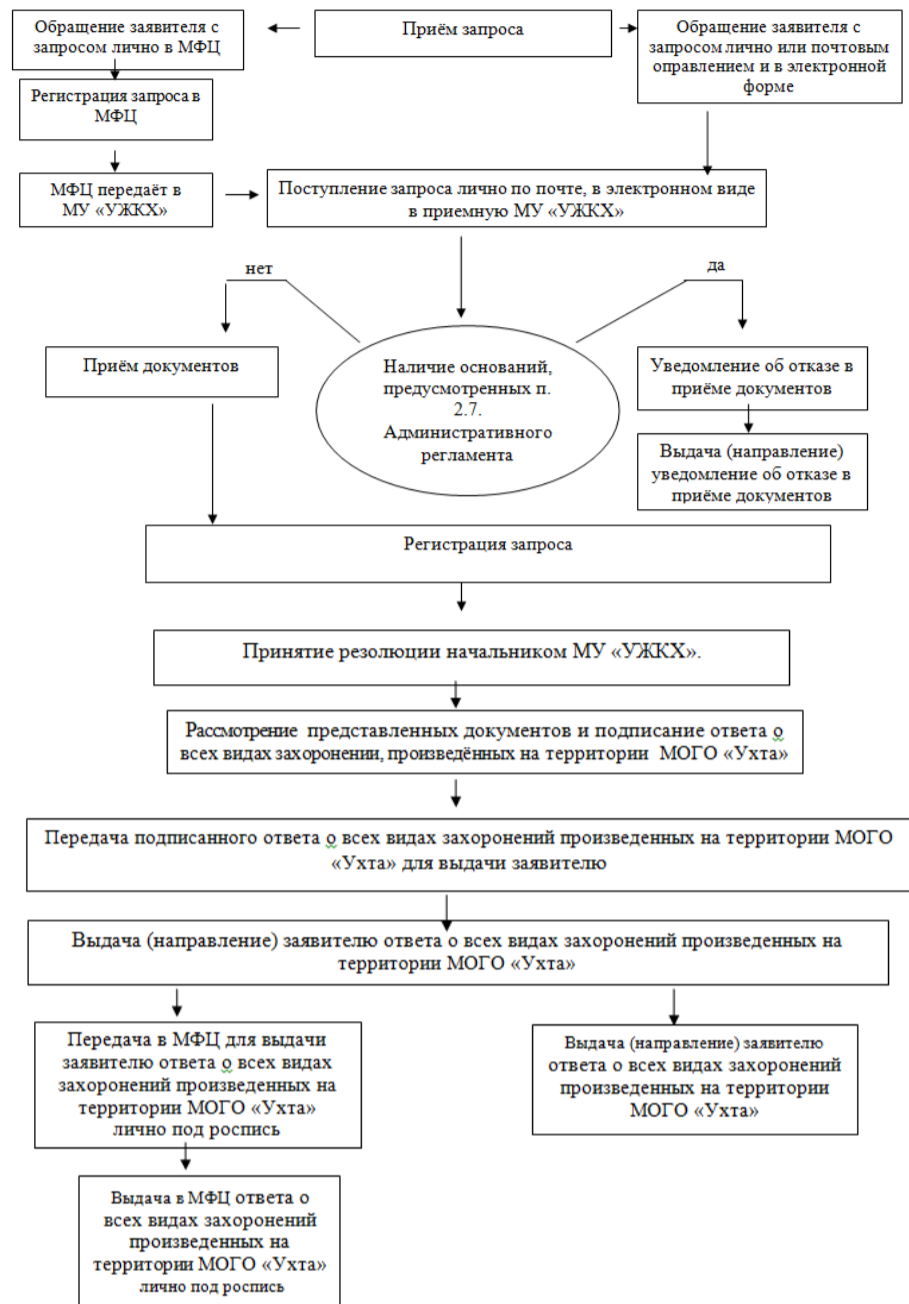 Обращение заявителя с
запросом лично в МФЦ
Приём запроса
Обращение заявителя с
запросом лично или почтовым
оправлением и в электронной
форме
Регистрация запроса в
МФЦ
МФЦ передаёт в
МУ «УЖКХ»
Поступление запроса лично по почте, в электронном виде
в приемную МУ «УЖКХ»
нет
да
Приём документов
Наличие оснований,
предусмотренных п.
2.7.
Административного
регламента
Уведомление об отказе в
приёме документов
Выдача (направление)
уведомление об отказе в
приёме документов
Регистрация запроса
Принятие резолюции начальником МУ «УЖКХ».
Рассмотрение представленных документов и подписание ответа о
всех видах захоронении, произведённых на территории МОГО «Ухта»
Передача подписанного ответа о всех видах захоронений произведенных на территории МОГО
«Ухта» для выдачи заявителю
Выдача (направление) заявителю ответа о всех видах захоронений произведенных на
территории МОГО «Ухта»
Передача в МФЦ для выдачи
заявителю ответа о всех видах
захоронений произведенных на
территории МОГО «Ухта»
лично под роспись
Выдача (направление) заявителю
ответа о всех видах захоронений
произведенных на территории
МОГО «Ухта»
Выдача в МФЦ ответа о
всех видах захоронений
произведенных на
территории МОГО «Ухта»
лично под роспись